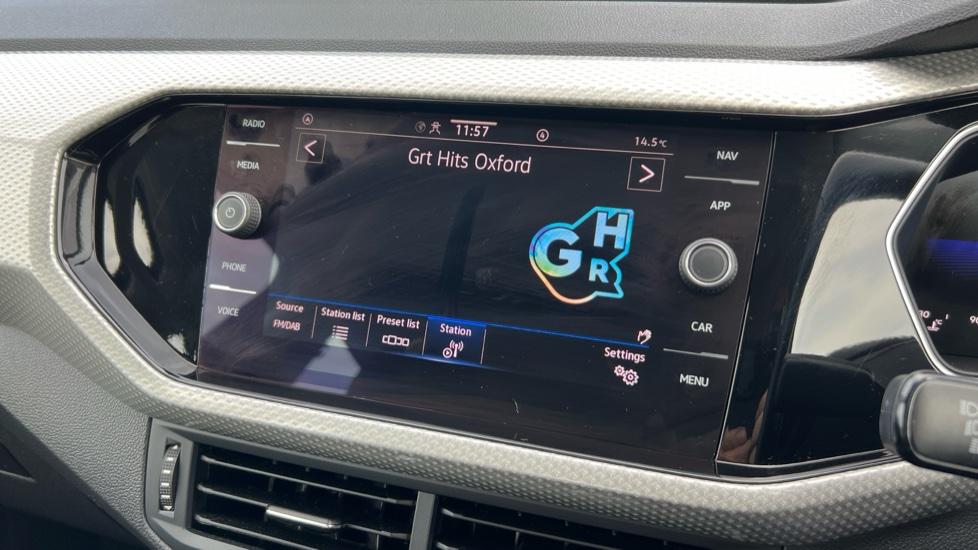 RADIO
MEDIA
PHONE
VOICE
A
11:57
4
14.5°C
<
Grt Hits Oxford
>
G H R
Source
FM/DAB
Station list
Preset list
Station
Settings
NAV
APP
CAR
MENU